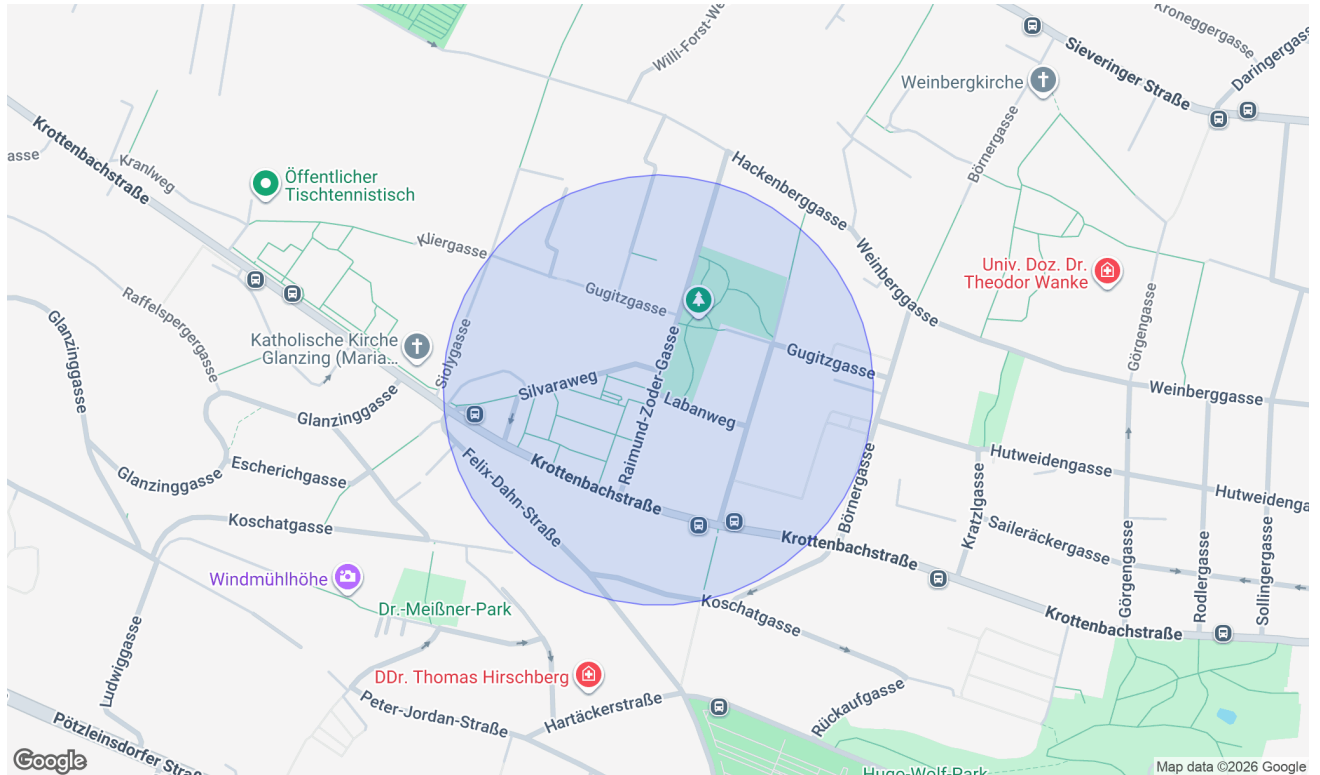 Kroneggergasse
Willi-Forst-We
Sieveringer Straße
Daringergasse
Weinbergkirche
Krottenbachstraße
Börnergasse
asse
Kranlweg
Öffentlicher
Tischtennistisch
Hackenberggasse
Kliergasse
Weinberggasse
Univ. Doz. Dr.
Theodor Wanke
Raffelspergergasse
Gugitzgasse
Görgengasse
Glanzinggasse
Katholische Kirche
Glanzing (Maria...
Siolygasse
Raimund-Zoder-Gasse
Gugitzgasse
Silvaraweg
Weinberggasse
Labanweg
Glanzinggasse
Glanzinggasse
Escherichgasse
Felix-Dahn-Straße
Krottenbachstraße
Börnergasse
Hutweidengasse
Hutweidenga
Kratzlgasse
Koschatgasse
Saileräckergasse
Krottenbachstraße
Görgengasse
Rodlergasse
Sollingergasse
Windmühlhöhe
Dr.-Meißner-Park
Koschatgasse
Krottenbachstraße
Ludwiggasse
DDr. Thomas Hirschberg
Peter-Jordan-Straße
Hartäckerstraße
Rückaufgasse
Pötzleinsdorfer Straß
Hugo-Wolf-Park
Google
Map data ©2026 Google